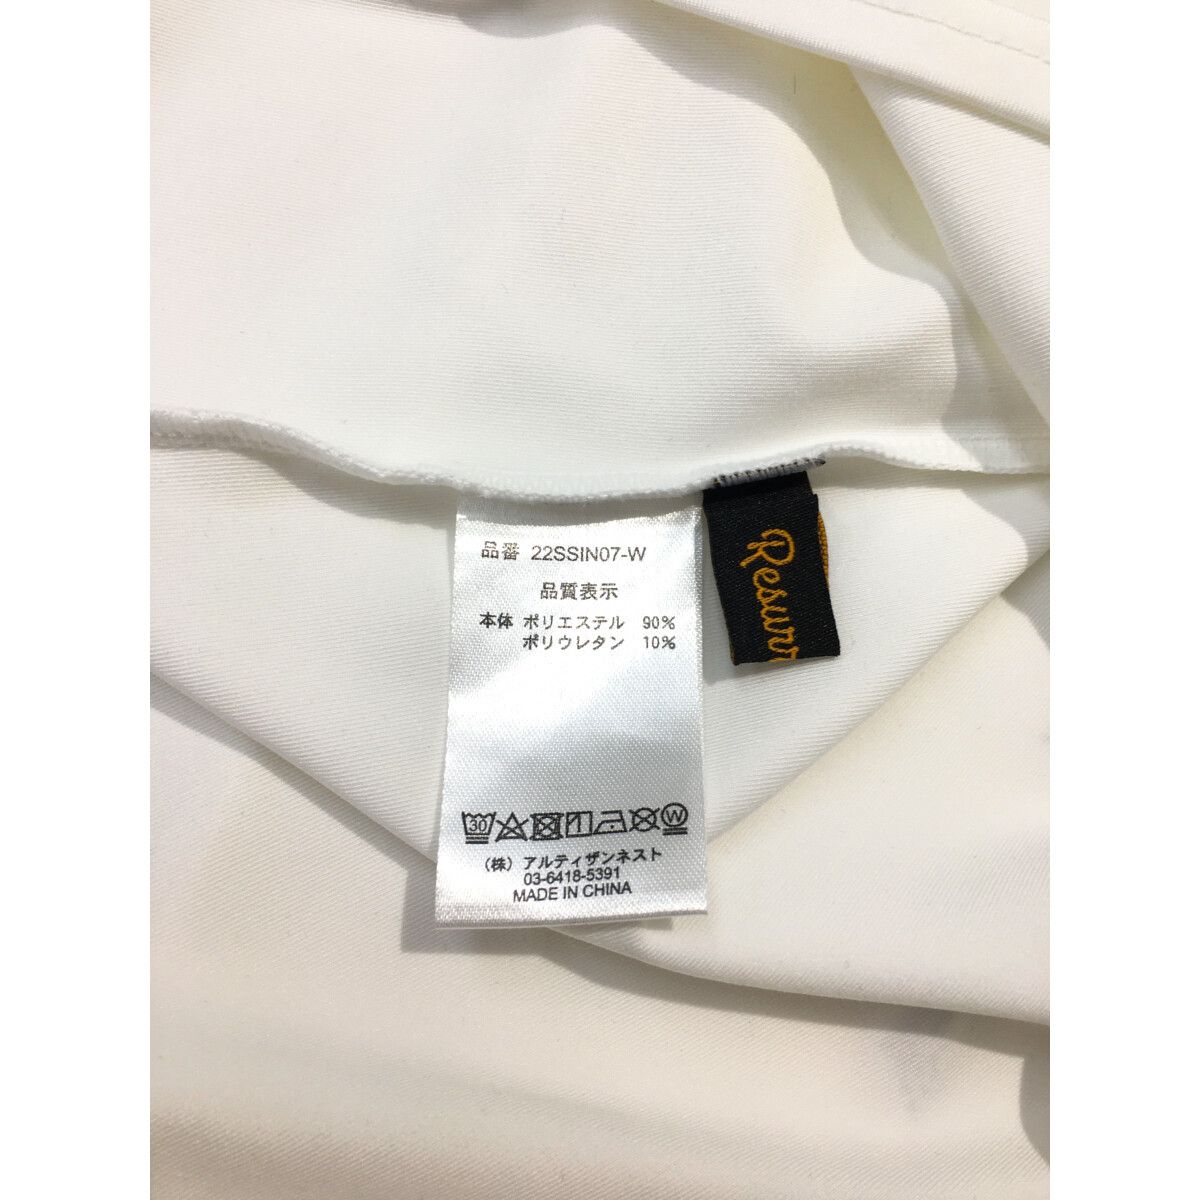 品番 22SSIN07-W
品質表示
本体 ポリエステル 90%
ポリウレタン 10%
30 W
(株) アルティザンネスト
03-6418-5391
MADE IN CHINA